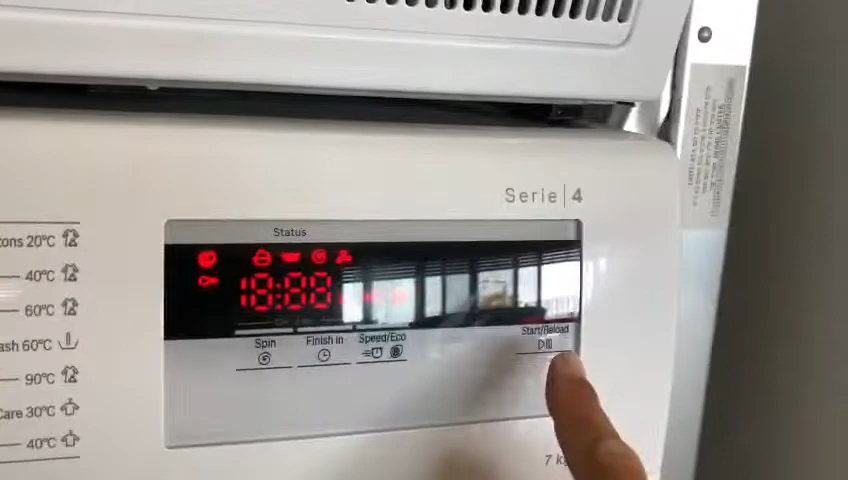 Serie | 4
Status
18:88
Spin
Finish in
Speed/Eco
Start/Reload
tons 20°C
40°C
60°C
ash 60°C
90°C
Care 30°C
40°C
7 k